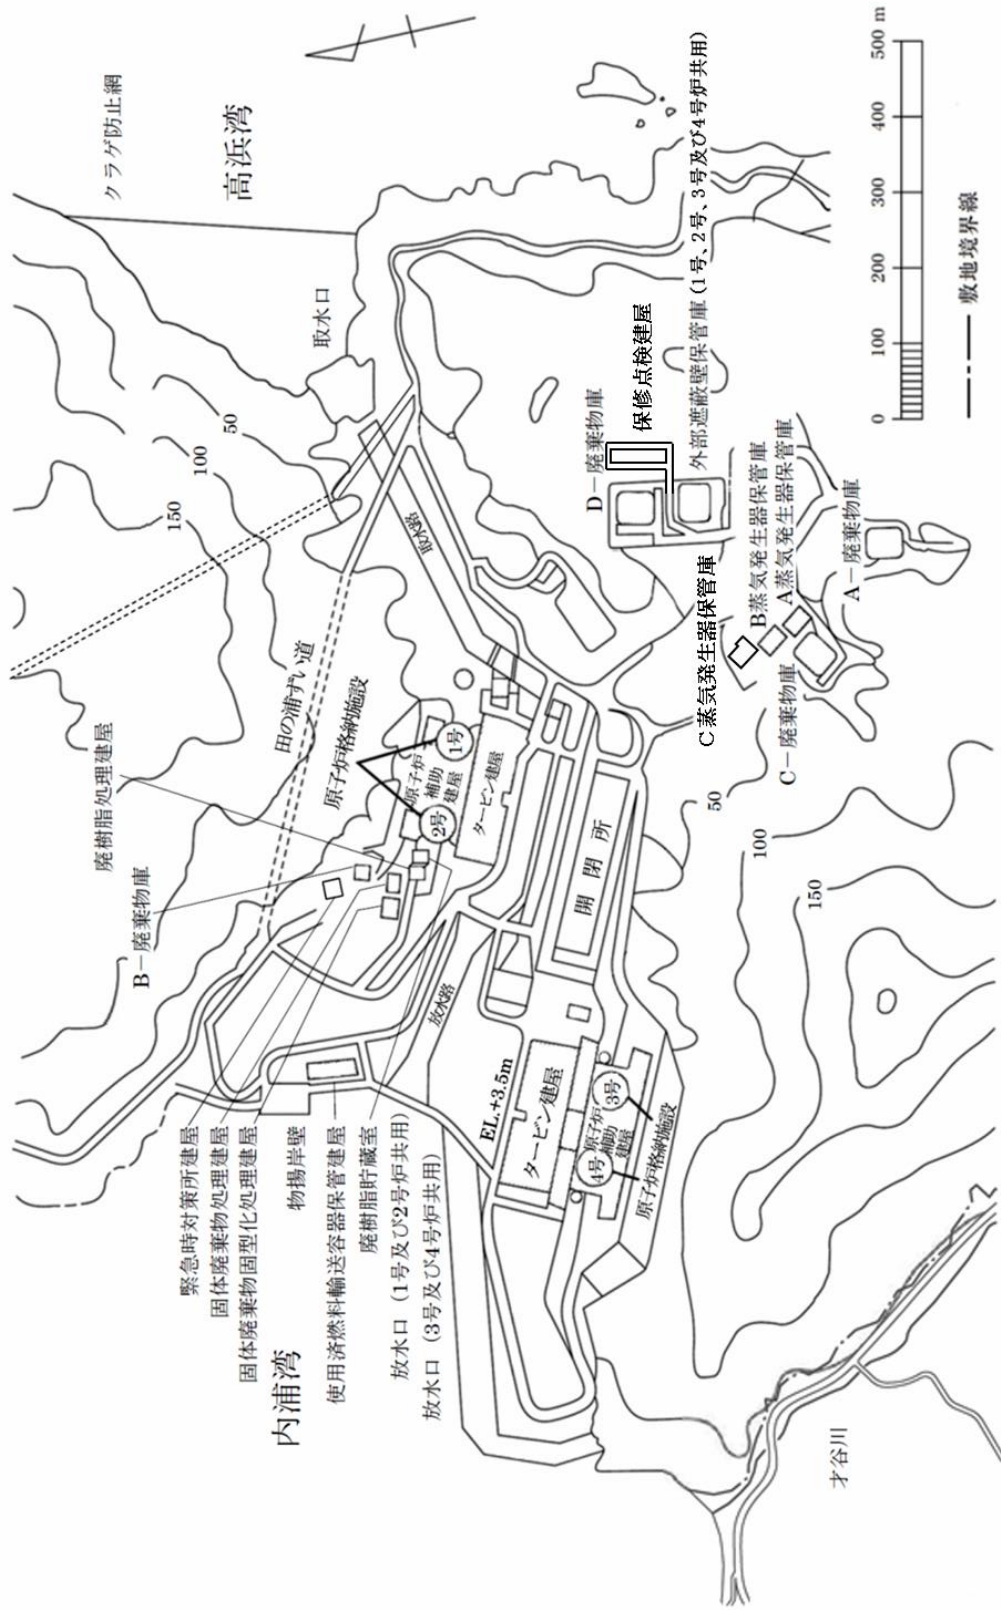 クラゲ防止網
高浜湾
取水口
50
100
150
田の浦ずい道
取水路
原子炉格納施設
廃樹脂処理建屋
B－廃棄物庫
1号
2号
原子炉
補助
建屋
タービン建屋
開閉所
放水路
EL.+3.5m
タービン建屋
3号
4号
原子炉
補助
建屋
原子炉格納施設
緊急時対策所建屋
固体廃棄物処理建屋
固体廃棄物固型化処理建屋
物揚岸壁
使用済燃料輸送容器保管建屋
廃樹脂貯蔵室
放水口（1号及び2号炉共用）
放水口（3号及び4号炉共用）
内浦湾
D－廃棄物庫
保修点検建屋
外部遮蔽壁保管庫(1号、2号、3号及び4号炉共用)
C蒸気発生器保管庫
B蒸気発生器保管庫
A蒸気発生器保管庫
A－廃棄物庫
C－廃棄物庫
50
100
150
才谷川
0 100 200 300 400 500 m
敷地境界線